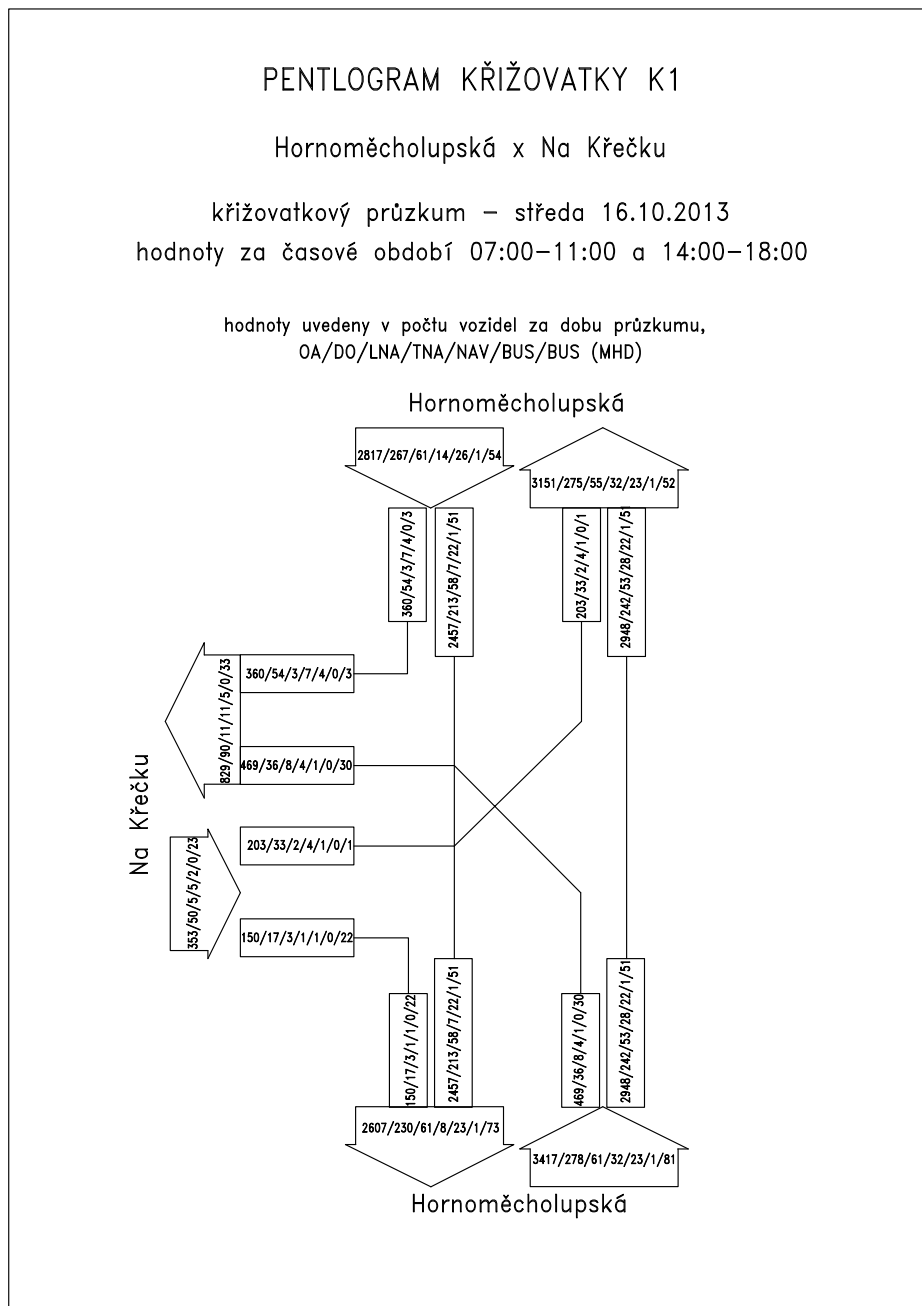 PENTLOGRAM KŘIŽOVATKY K1
Hornoměcholupská x Na Křečku
křižovatkový průzkum – středa 16.10.2013
hodnoty za časové období 07:00–11:00 a 14:00–18:00
hodnoty uvedeny v počtu vozidel za dobu průzkumu,
OA/DO/LNA/TNA/NAV/BUS/BUS (MHD)
Hornoměcholupská
2817/267/61/14/26/1/54
3151/275/55/32/23/1/52
360/54/3/7/4/0/3
2457/213/58/7/22/1/51
203/33/2/4/1/0/1
2948/242/53/28/22/1/51
360/54/3/7/4/0/3
829/90/11/11/5/0/33
469/36/8/4/1/0/30
Na Křečku
203/33/2/4/1/0/1
353/50/5/5/2/0/23
150/17/3/1/1/0/22
150/17/3/1/1/0/22
2457/213/58/7/22/1/51
469/36/8/4/1/0/30
2948/242/53/28/22/1/51
2607/230/61/8/23/1/73
3417/278/61/32/23/1/81
Hornoměcholupská